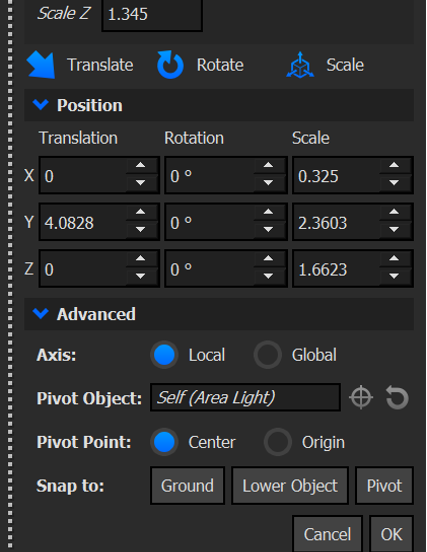 Scale Z 1.345
Translate Rotate Scale
Position
Translation Rotation Scale
X 0 0 ° 0.325
Y 4.0828 0 ° 2.3603
Z 0 0 ° 1.6623
Advanced
Axis: Local Global
Pivot Object: Self (Area Light)
Pivot Point: Center Origin
Snap to: Ground Lower Object Pivot
Cancel OK